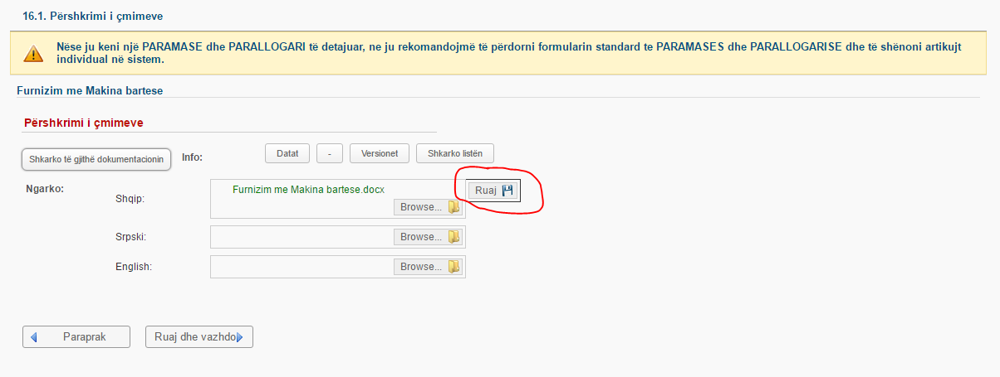 16.1. Përshkrimi i çmimeve
Nëse ju keni një PARAMASE dhe PARALLOGARI të detajuar, ne ju rekomandojmë të përdorni formularin standard te PARAMASES dhe PARALLOGARISE dhe të shënoni artikujt
individual në sistem.
Furnizim me Makina bartese
Përshkrimi i çmimeve
Shkarko të gjithë dokumentacionin Info: Datat - Versionet Shkarko listën
Ngarko:
Shqip: Furnizim me Makina bartese.docx Ruaj
Browse...
Srpski: Browse...
English: Browse...
Paraprak Ruaj dhe vazhdo